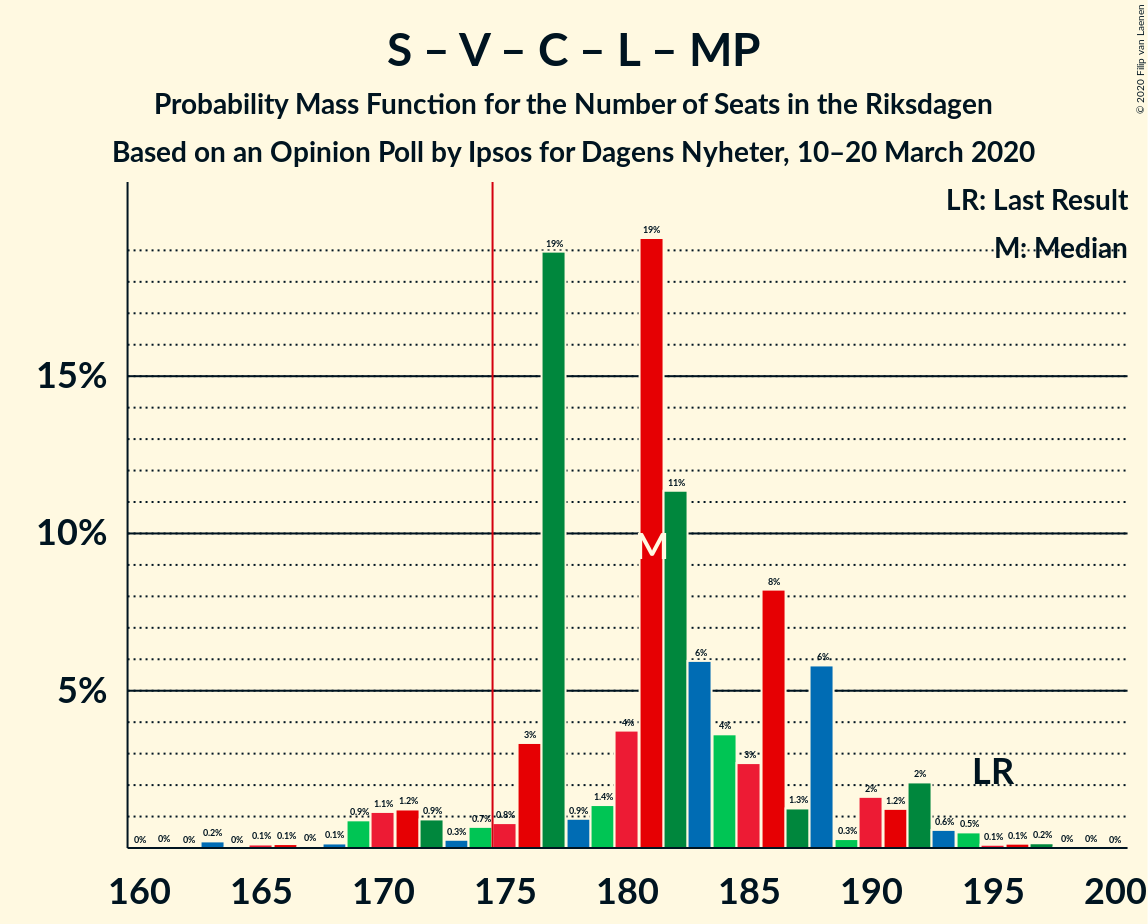 S – V – C – L – MP
Probability Mass Function for the Number of Seats in the Riksdagen
Based on an Opinion Poll by Ipsos for Dagens Nyheter, 10–20 March 2020
© 2020 Filip van Laenen
LR: Last Result
M: Median
15%
10%
5%
0% 0% 0% 0.2% 0% 0.1% 0.1% 0% 0.1% 0.9% 1.1% 1.2% 0.9% 0.3% 0.7% 0.8% 3% 19% 0.9% 1.4% 4% 19% 11% 6% 4% 3% 8% 1.3% 6% 0.3% 2% 1.2% 2% 0.6% 0.5% 0.1% 0.1% 0.2% 0% 0% 0%
M
LR
160 165 170 175 180 185 190 195 200